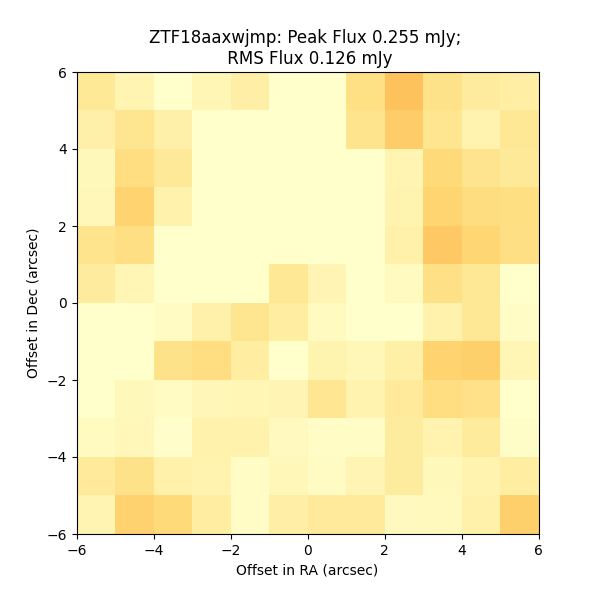 ZTF18aaxwjmp: Peak Flux 0.255 mJy;
RMS Flux 0.126 mJy
6
4
2
0
−2
−4
−6
Offset in Dec (arcsec)
−6 −4 −2 0 2 4 6
Offset in RA (arcsec)